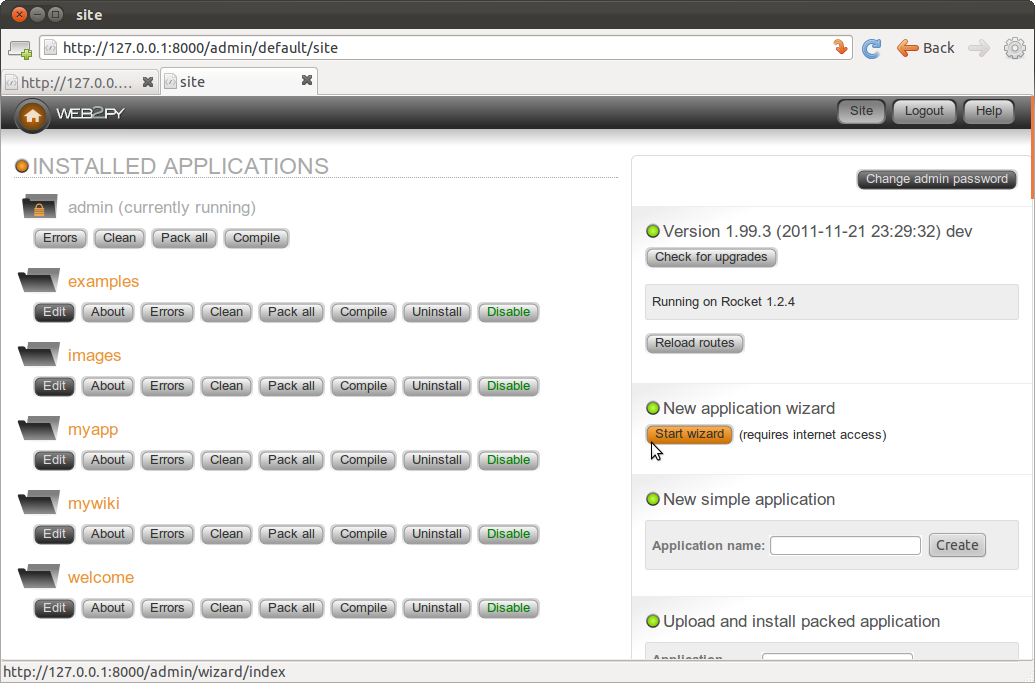 site
http://127.0.0.1:8000/admin/default/site
Back
http://127.0.0....
site
WEB2PY
Site Logout Help
INSTALLED APPLICATIONS
admin (currently running)
Errors Clean Pack all Compile
examples
Edit About Errors Clean Pack all Compile Uninstall Disable
images
Edit About Errors Clean Pack all Compile Uninstall Disable
myapp
Edit About Errors Clean Pack all Compile Uninstall Disable
mywiki
Edit About Errors Clean Pack all Compile Uninstall Disable
welcome
Edit About Errors Clean Pack all Compile Uninstall Disable
Change admin password
Version 1.99.3 (2011-11-21 23:29:32) dev
Check for upgrades
Running on Rocket 1.2.4
Reload routes
New application wizard
Start wizard (requires internet access)
New simple application
Application name: Create
Upload and install packed application
Application
http://127.0.0.1:8000/admin/wizard/index